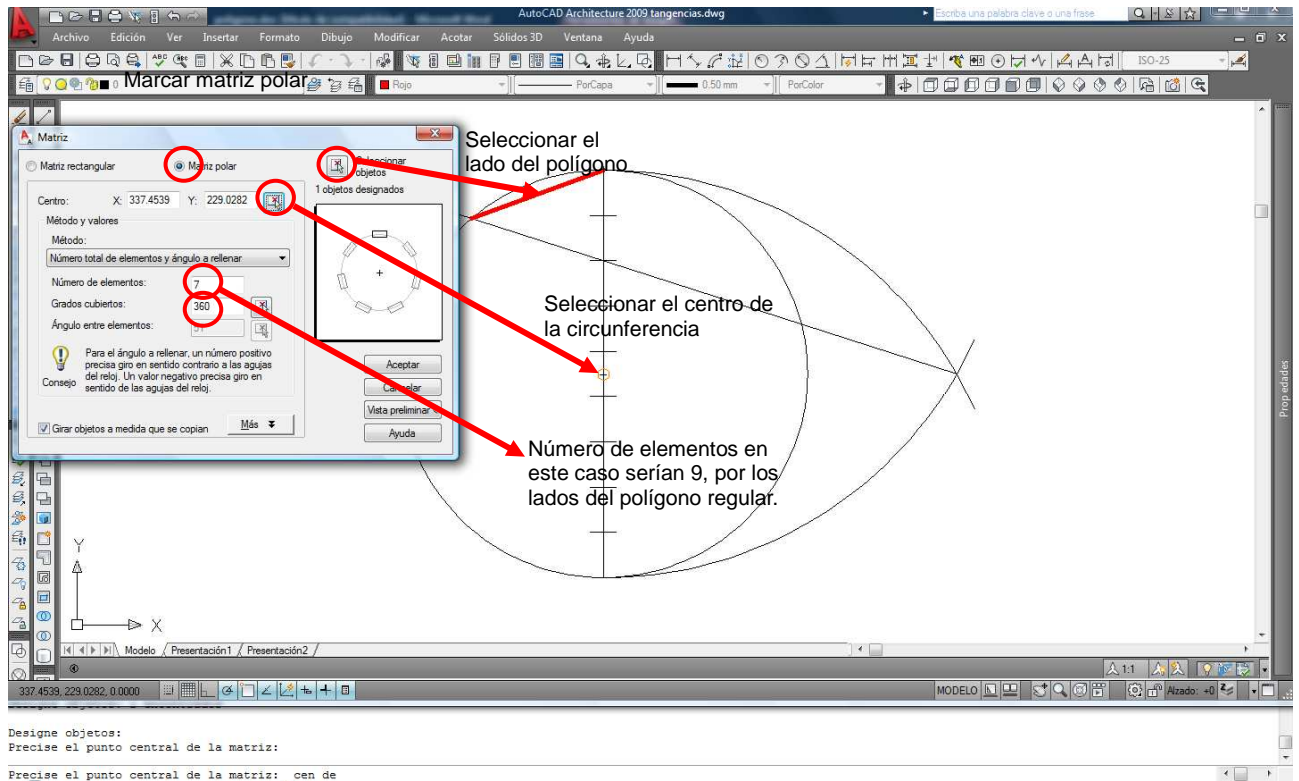 AutoCAD Architecture 2009 tangencias.dwg
Escriba una palabra clave o una frase
Archivo Edición Ver Insertar Formato Dibujo Modificar Acotar Sólidos 3D Ventana Ayuda
ISO-25
0 Marcar matriz polar
Rojo
PorCapa
0.50 mm
PorColor
Matriz
Matriz rectangular
Matriz polar
Seleccionar
objetos
1 objetos designados
Centro: X: 337.4539 Y: 229.0282
Método y valores
Método:
Número total de elementos y ángulo a rellenar
Número de elementos: 7
Grados cubiertos: 360
Ángulo entre elementos:
Para el ángulo a rellenar, un número positivo
precisa giro en sentido contrario a las agujas
del reloj. Un valor negativo precisa giro en
sentido de las agujas del reloj.
Consejo
Girar objetos a medida que se copian
Más
Aceptar
Cancelar
Vista preliminar <
Ayuda
Seleccionar el
lado del polígono
Seleccionar el centro de
la circunferencia
Número de elementos en
este caso serían 9, por los
lados del polígono regular.
Propiedades
Y
X
Modelo Presentación1 Presentación2
1:1
337.4539, 229.0282, 0.0000
MODELO
Alzado: +0
Designe objetos:
Precise el punto central de la matriz:
Precise el punto central de la matriz: cen de